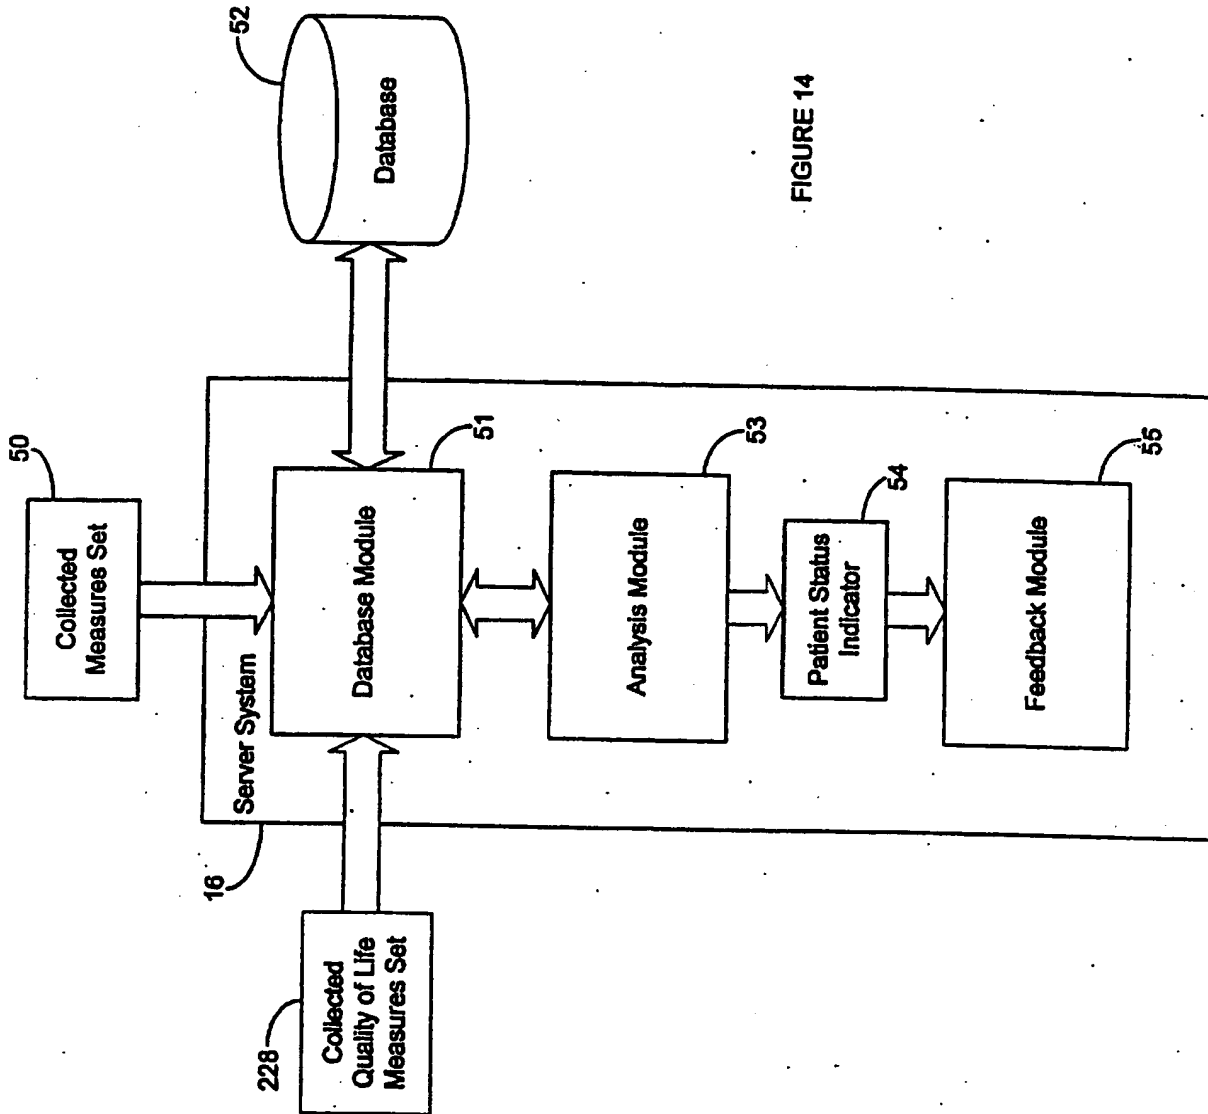 50
Collected
Measures Set
52
Database
16
Server System
228
Collected
Quality of Life
Measures Set
Database Module
51
Analysis Module
53
Patient Status
Indicator
54
Feedback Module
55
FIGURE 14